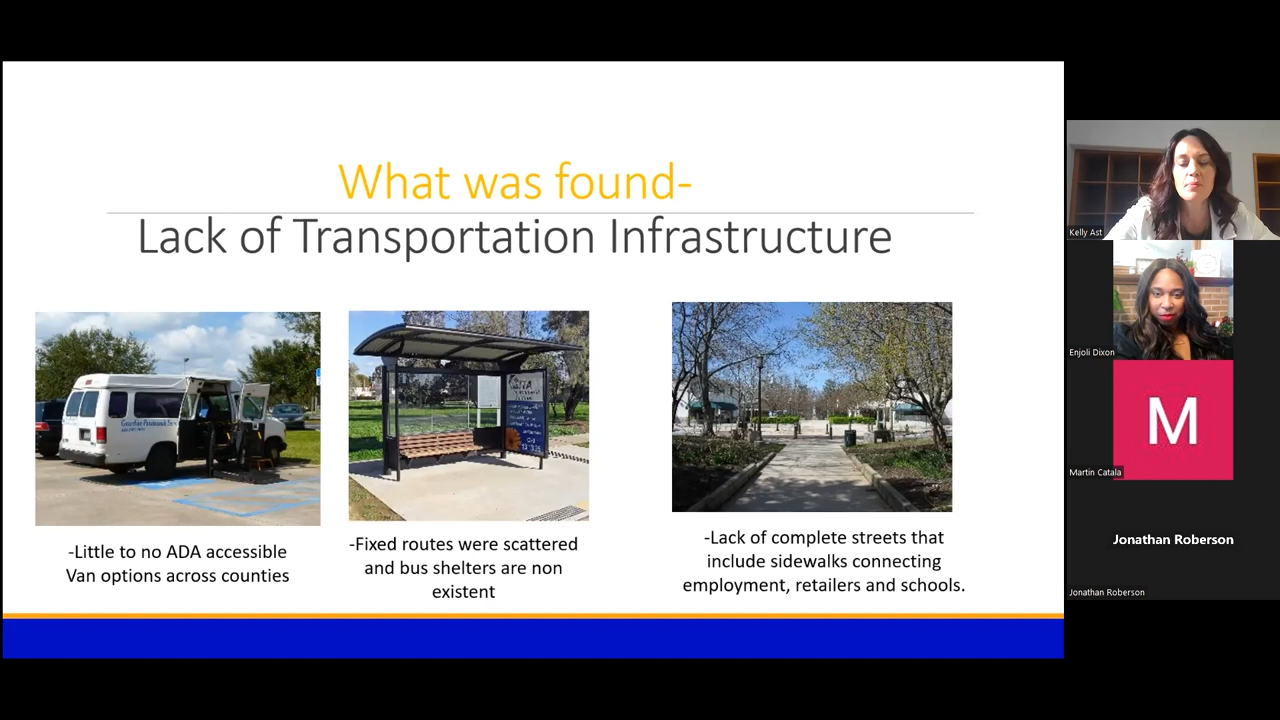 What was found-
Lack of Transportation Infrastructure
-Little to no ADA accessible
Van options across counties
-Fixed routes were scattered
and bus shelters are non
existent
-Lack of complete streets that
include sidewalks connecting
employment, retailers and schools.
Kelly Ast
Enjoli Dixon
M
Martin Catala
Jonathan Roberson
Jonathan Roberson